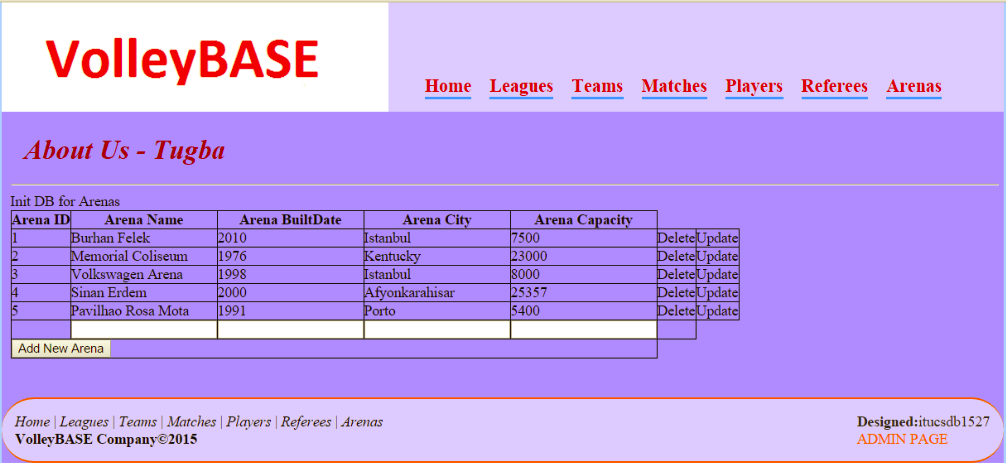 VolleyBASE
Home Leagues Teams Matches Players Referees Arenas
About Us - Tugba
Init DB for Arenas
Arena ID Arena Name Arena BuiltDate Arena City Arena Capacity
1 Burhan Felek 2010 Istanbul 7500 Delete Update
2 Memorial Coliseum 1976 Kentucky 23000 Delete Update
3 Volkswagen Arena 1998 Istanbul 8000 Delete Update
4 Sinan Erdem 2000 Afyonkarahisar 25357 Delete Update
5 Pavilhao Rosa Mota 1991 Porto 5400 Delete Update
Add New Arena
Home | Leagues | Teams | Matches | Players | Referees | Arenas
VolleyBASE Company©2015
Designed:itucsdb1527
ADMIN PAGE